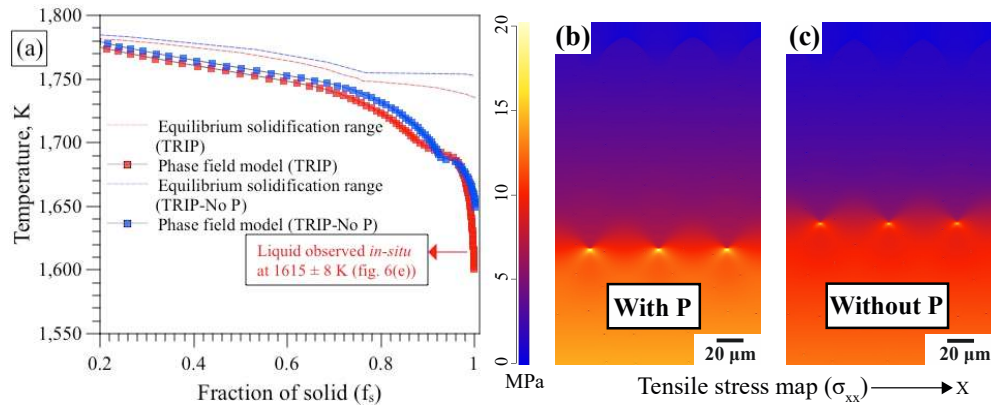 (a)
1,800
1,750
1,700
1,650
1,600
1,550
Temperature, K
Equilibrium solidification range
(TRIP)
Phase field model (TRIP)
Equilibrium solidification range
(TRIP-No P)
Phase field model (TRIP-No P)
Liquid observed in-situ
at 1615 ± 8 K (fig. 6(e))
0.2
0.4
0.6
0.8
1
Fraction of solid (fs)
20
15
10
5
0
MPa
(b)
With P
20 μm
(c)
Without P
20 μm
Tensile stress map (σxx)
X